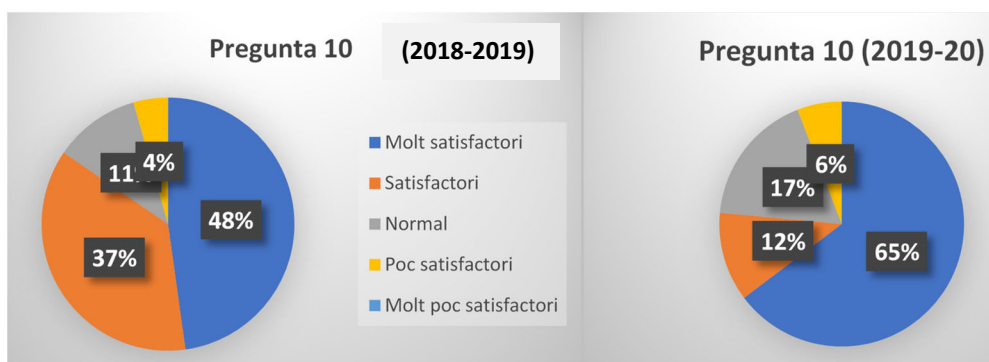 Pregunta 10 (2018-2019)
4%
11%
48%
37%
Molt satisfactori
Satisfactori
Normal
Poc satisfactori
Molt poc satisfactori
Pregunta 10 (2019-20)
6%
17%
12%
65%